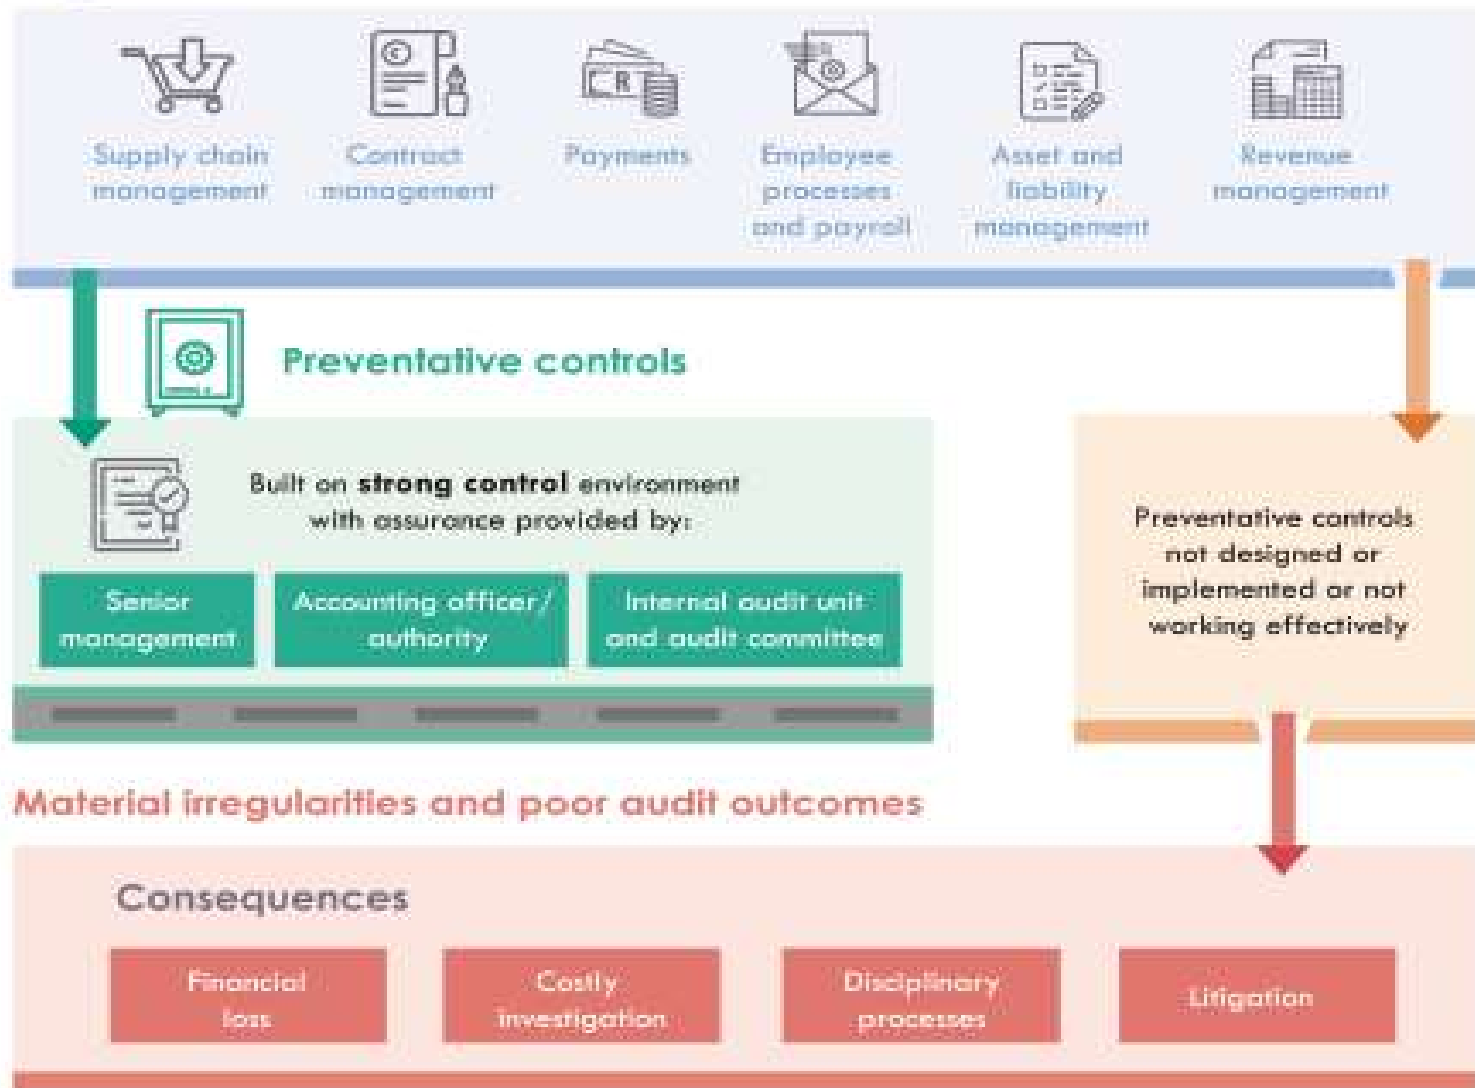 Supply chain
management
Contract
management
Payments
Employee
processes
and payroll
Asset and
liability
management
Revenue
management
Preventative controls
Built on strong control environment
with assurance provided by:
Senior
management
Accounting officer/
authority
Internal audit unit
and audit committee
Preventative controls
not designed or
implemented or not
working effectively
Material irregularities and poor audit outcomes
Consequences
Financial
loss
Costly
investigation
Disciplinary
processes
Litigation